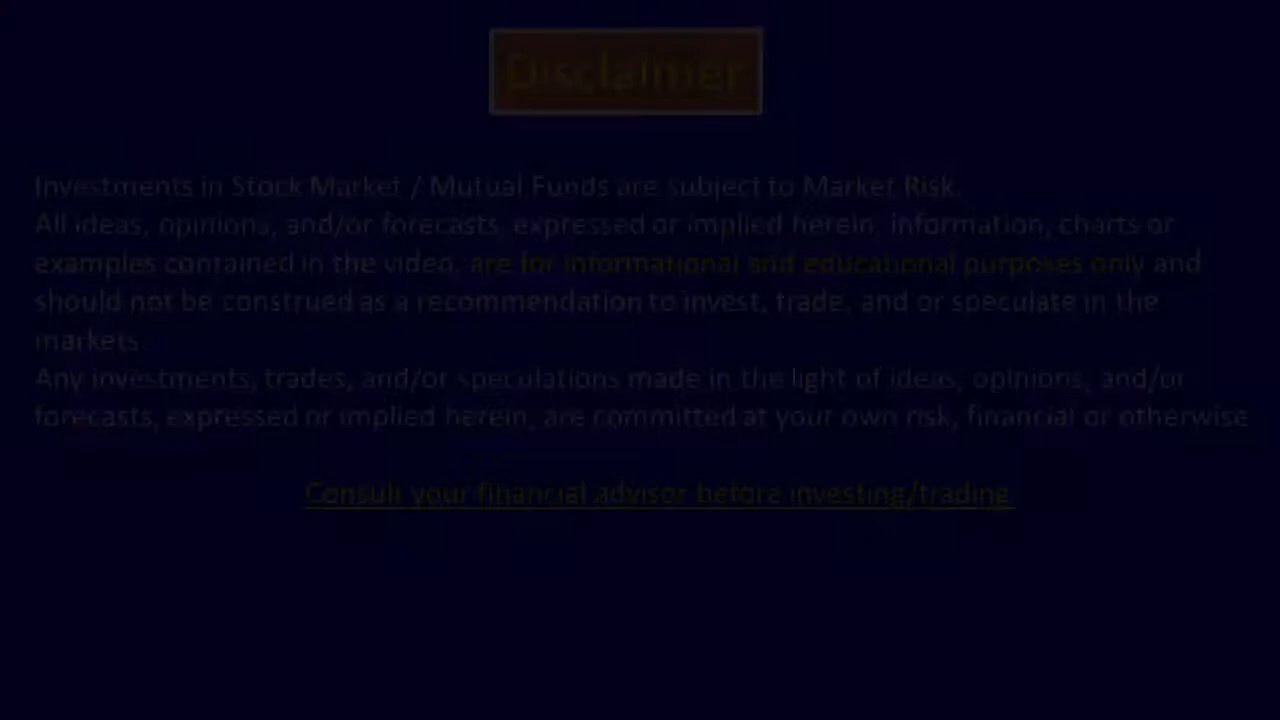 Disclaimer
Investments in Stock Market / Mutual Funds are subject to Market Risk.
All ideas, opinions, and/or forecasts, expressed or implied herein, information, charts or
examples contained in the video, are for informational and educational purposes only and
should not be construed as a recommendation to invest, trade, and or speculate in the
markets.
Any investments, trades, and/or speculations made in the light of ideas, opinions, and/or
forecasts, expressed or implied herein, are committed at your own risk, financial or otherwise
Consult your financial advisor before investing/trading.